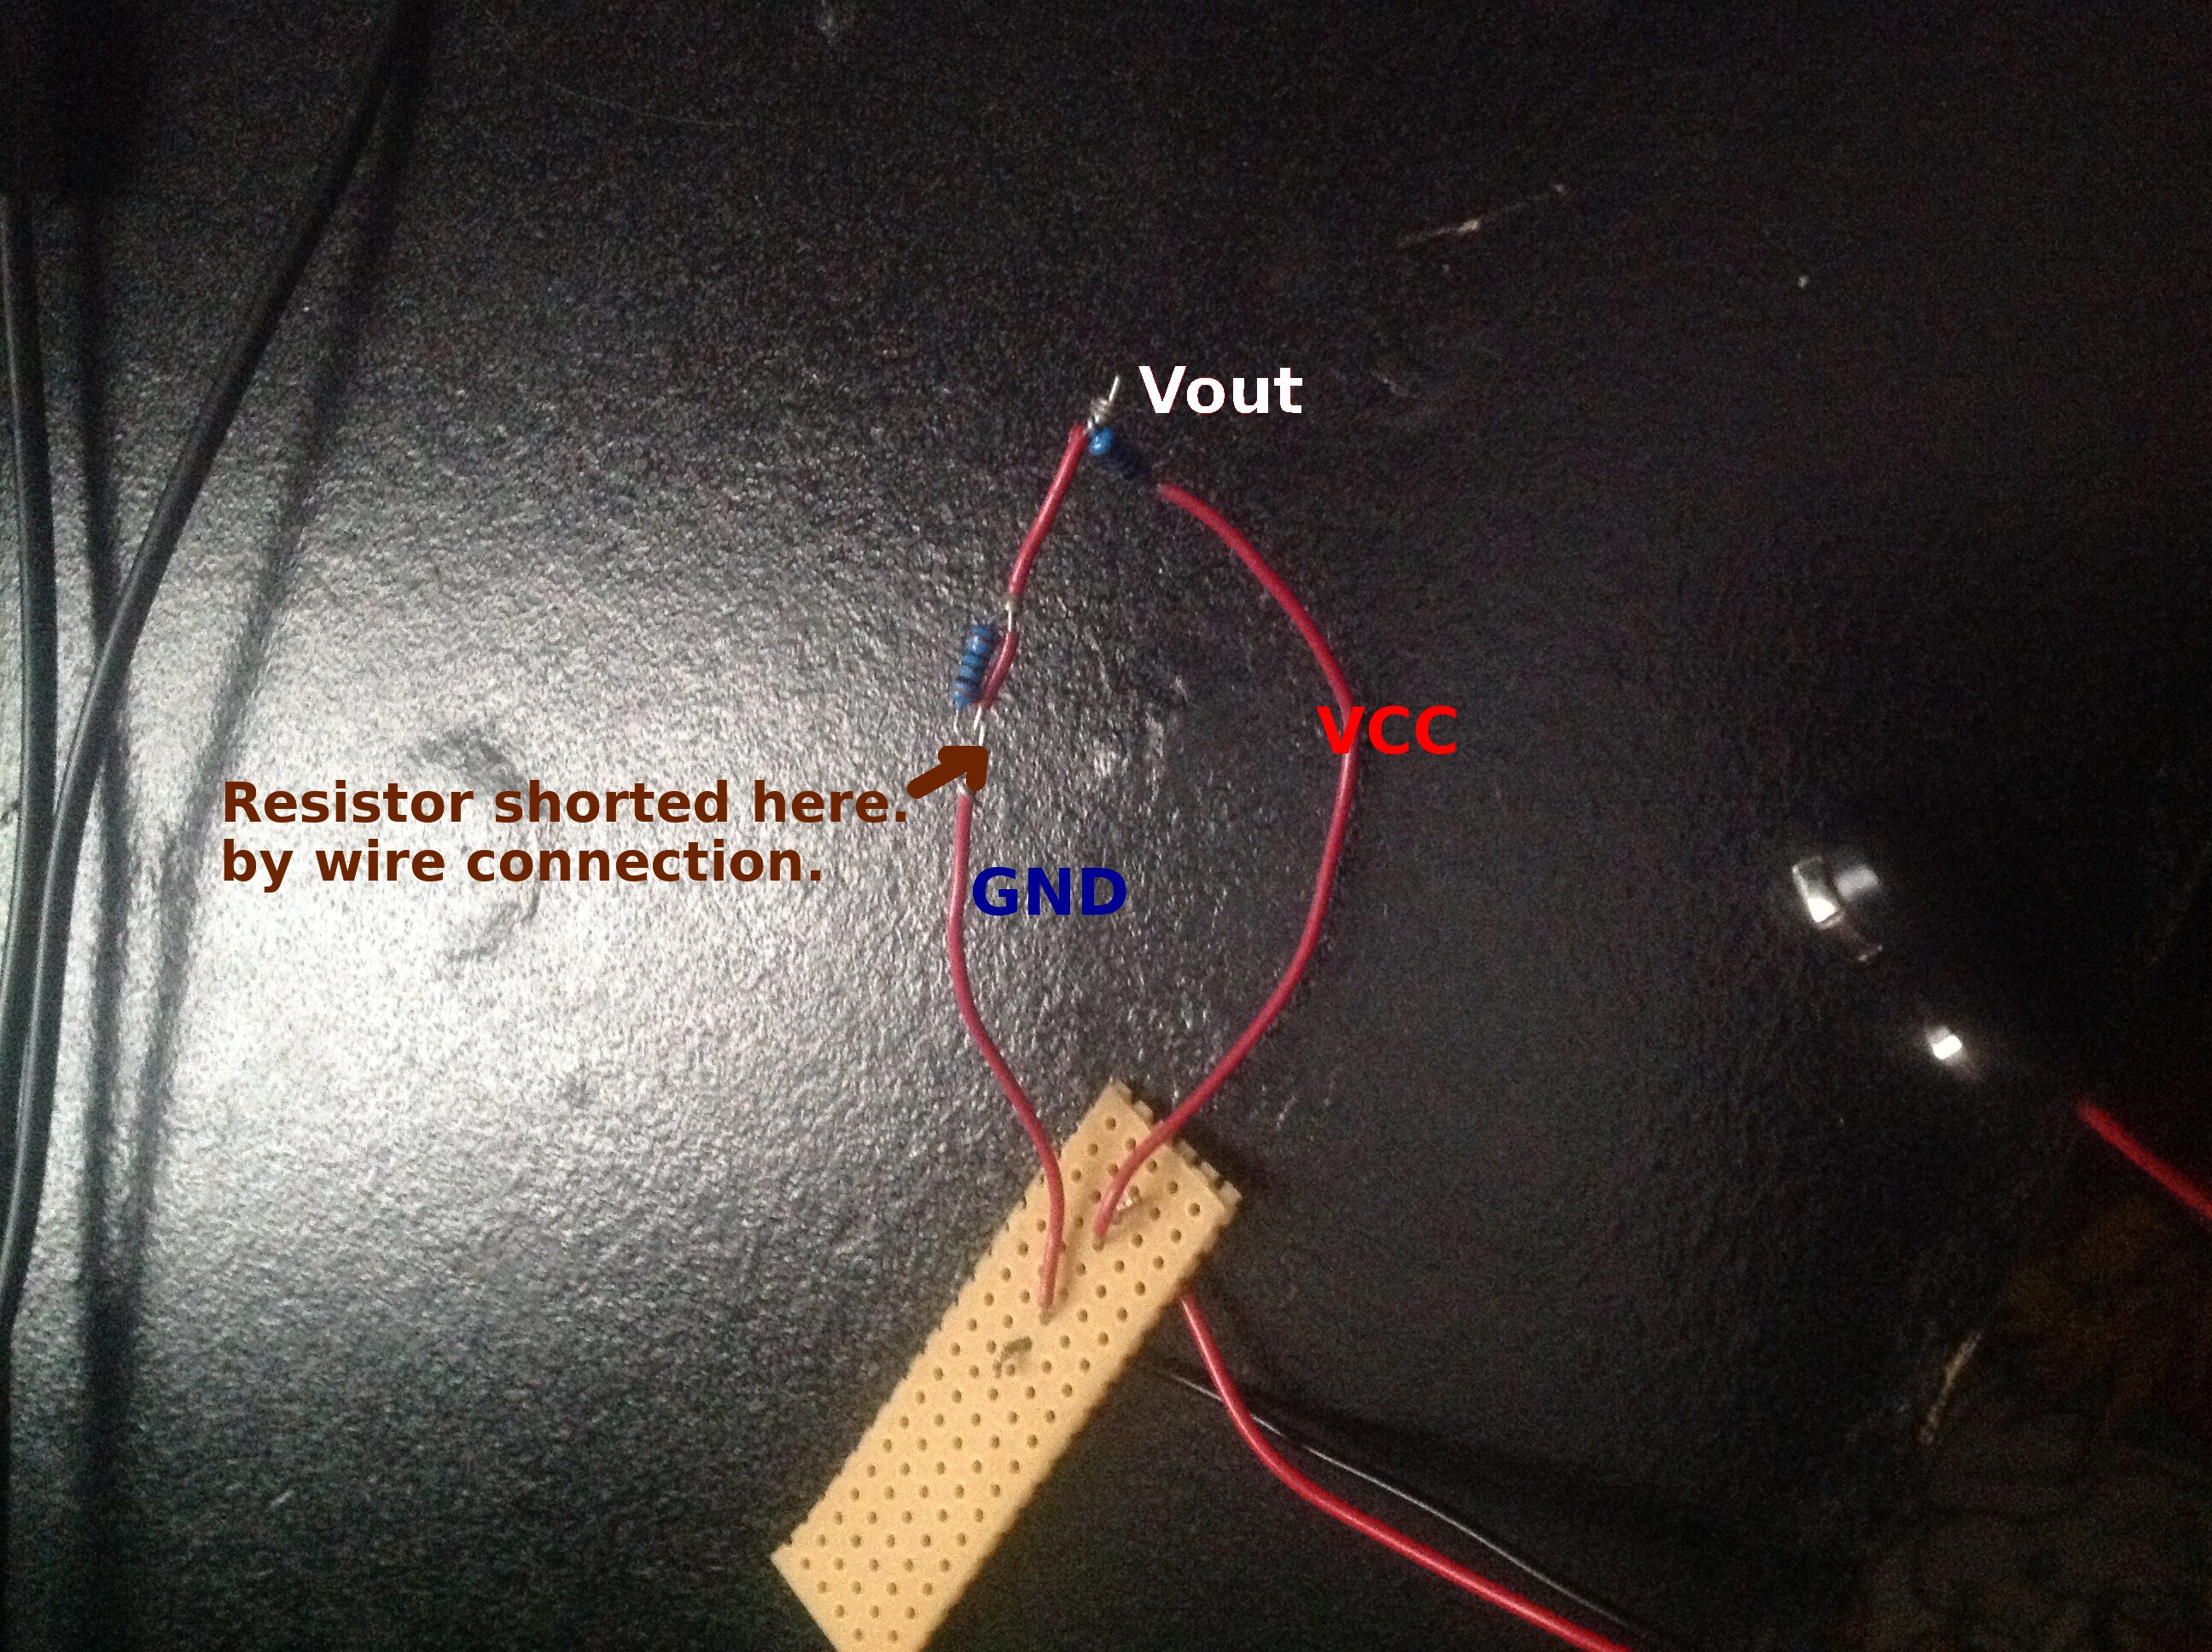 Vout
VCC
Resistor shorted here.
by wire connection.
GND